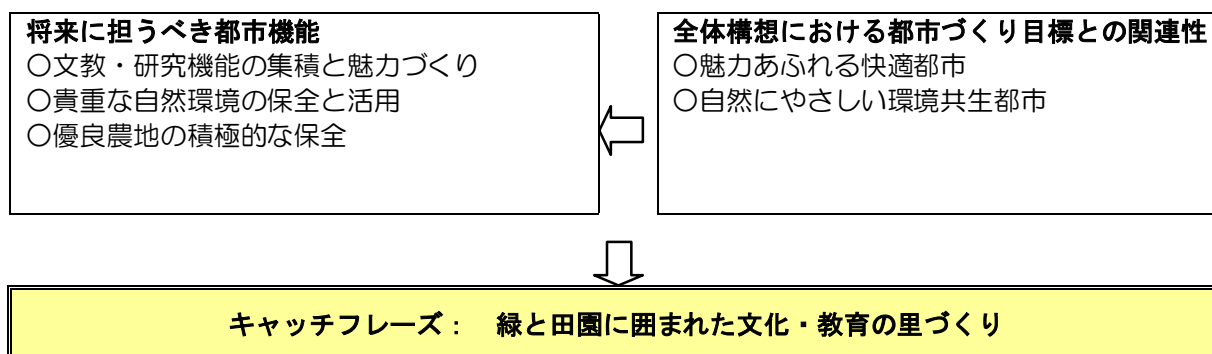 将来に担うべき都市機能
○文教・研究機能の集積と魅力づくり
○貴重な自然環境の保全と活用
○優良農地の積極的な保全
全体構想における都市づくり目標との関連性
○魅力あふれる快適都市
○自然にやさしい環境共生都市
キャッチフレーズ： 緑と田園に囲まれた文化・教育の里づくり